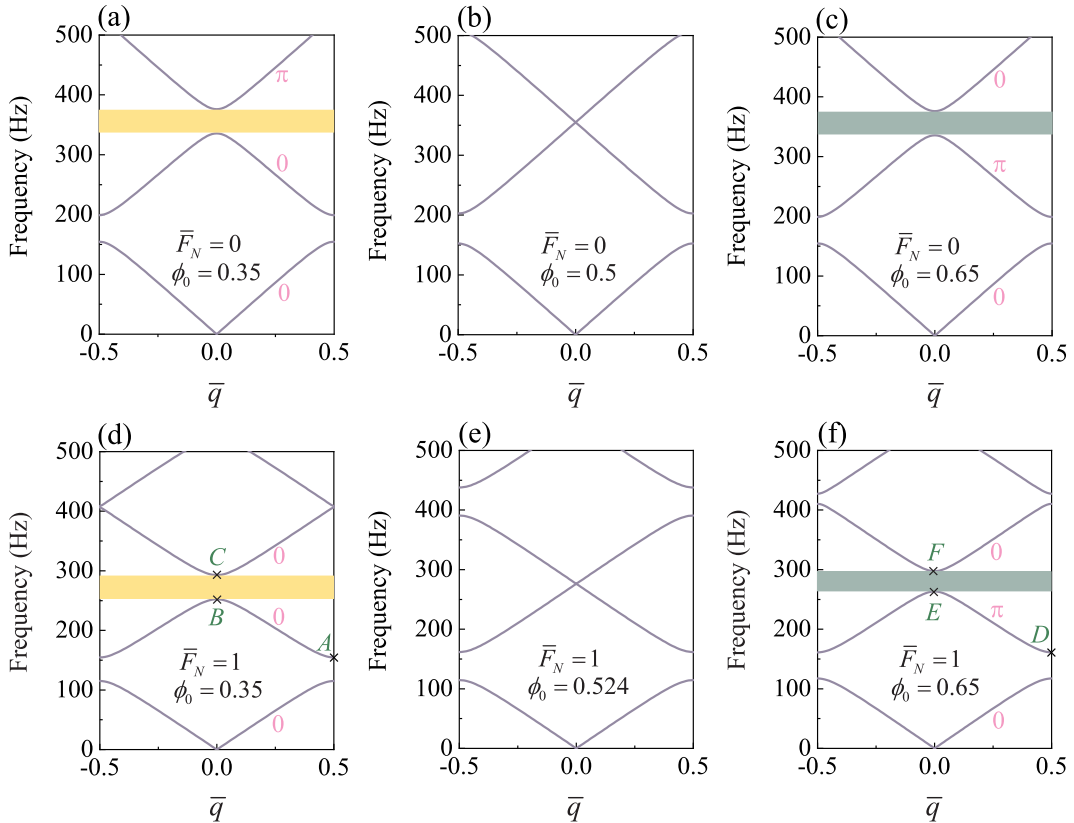 (a)
Frequency (Hz)
500
400
300
200
100
0
π
0
0
F̅_N = 0
ϕ₀ = 0.35
-0.5 0.0 0.5
q̅
(b)
Frequency (Hz)
500
400
300
200
100
0
F̅_N = 0
ϕ₀ = 0.5
-0.5 0.0 0.5
q̅
(c)
Frequency (Hz)
500
400
300
200
100
0
0
π
0
F̅_N = 0
ϕ₀ = 0.65
-0.5 0.0 0.5
q̅
(d)
Frequency (Hz)
500
400
300
200
100
0
C
0
B
0
A
F̅_N = 1
ϕ₀ = 0.35
0
-0.5 0.0 0.5
q̅
(e)
Frequency (Hz)
500
400
300
200
100
0
F̅_N = 1
ϕ₀ = 0.524
-0.5 0.0 0.5
q̅
(f)
Frequency (Hz)
500
400
300
200
100
0
F
0
E
π
D
F̅_N = 1
ϕ₀ = 0.65
0
-0.5 0.0 0.5
q̅